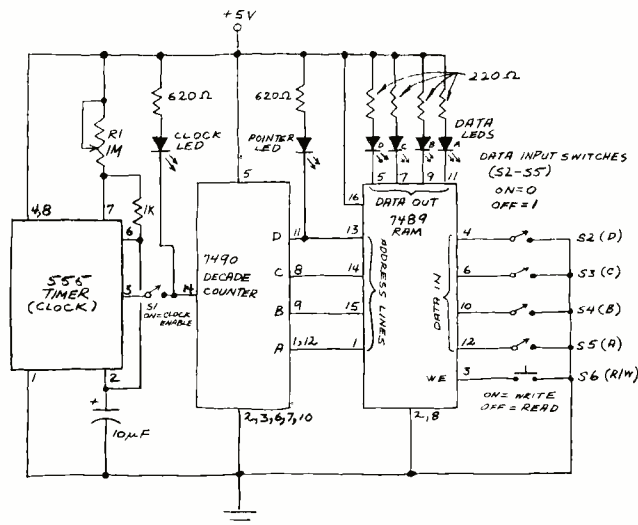 +5V
620Ω
CLOCK
LED
620Ω
POINTER
LED
220Ω
DATA
LEDS
D
C
B
A
DATA INPUT SWITCHES
(S2-S5)
ON=0
OFF=1
R1
1M
1K
4,8
7
6
555
TIMER
(CLOCK)
3
1
2
+
10µF
S1
ON=CLOCK
ENABLE
14
5
7490
DECADE
COUNTER
D
C
B
A
11
8
9
1,12
2,3,6,7,10
16
5
7
9
11
DATA OUT
7489
RAM
13
14
15
1
ADDRESS LINES
DATA IN
WE
4
6
10
12
3
2,8
S2 (D)
S3 (C)
S4 (B)
S5 (A)
S6 (R/W)
ON=WRITE
OFF=READ